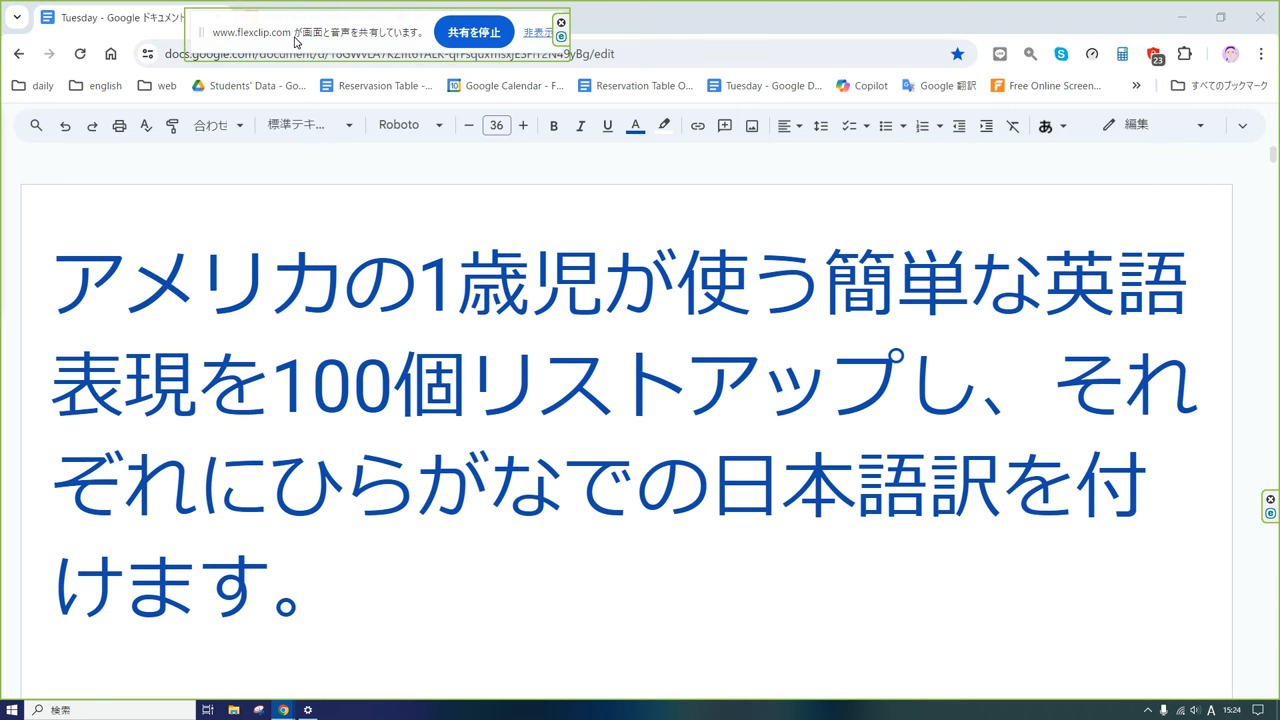 Tuesday - Google ドキュメント
www.flexclip.com が画面と音声を共有しています。
共有を停止
非表示
/edit
23
daily
english
web
Students' Data - Go...
Reservasion Table -...
Google Calendar - F...
Reservation Table O...
Tuesday - Google D...
Copilot
Google 翻訳
Free Online Screen...
すべてのブックマーク
合わせ
標準テキ...
Roboto
36
B
I
U
A
あ
編集
アメリカの1歳児が使う簡単な英語
表現を100個リストアップし、それ
ぞれにひらがなでの日本語訳を付
けます。
検索
A
15:24